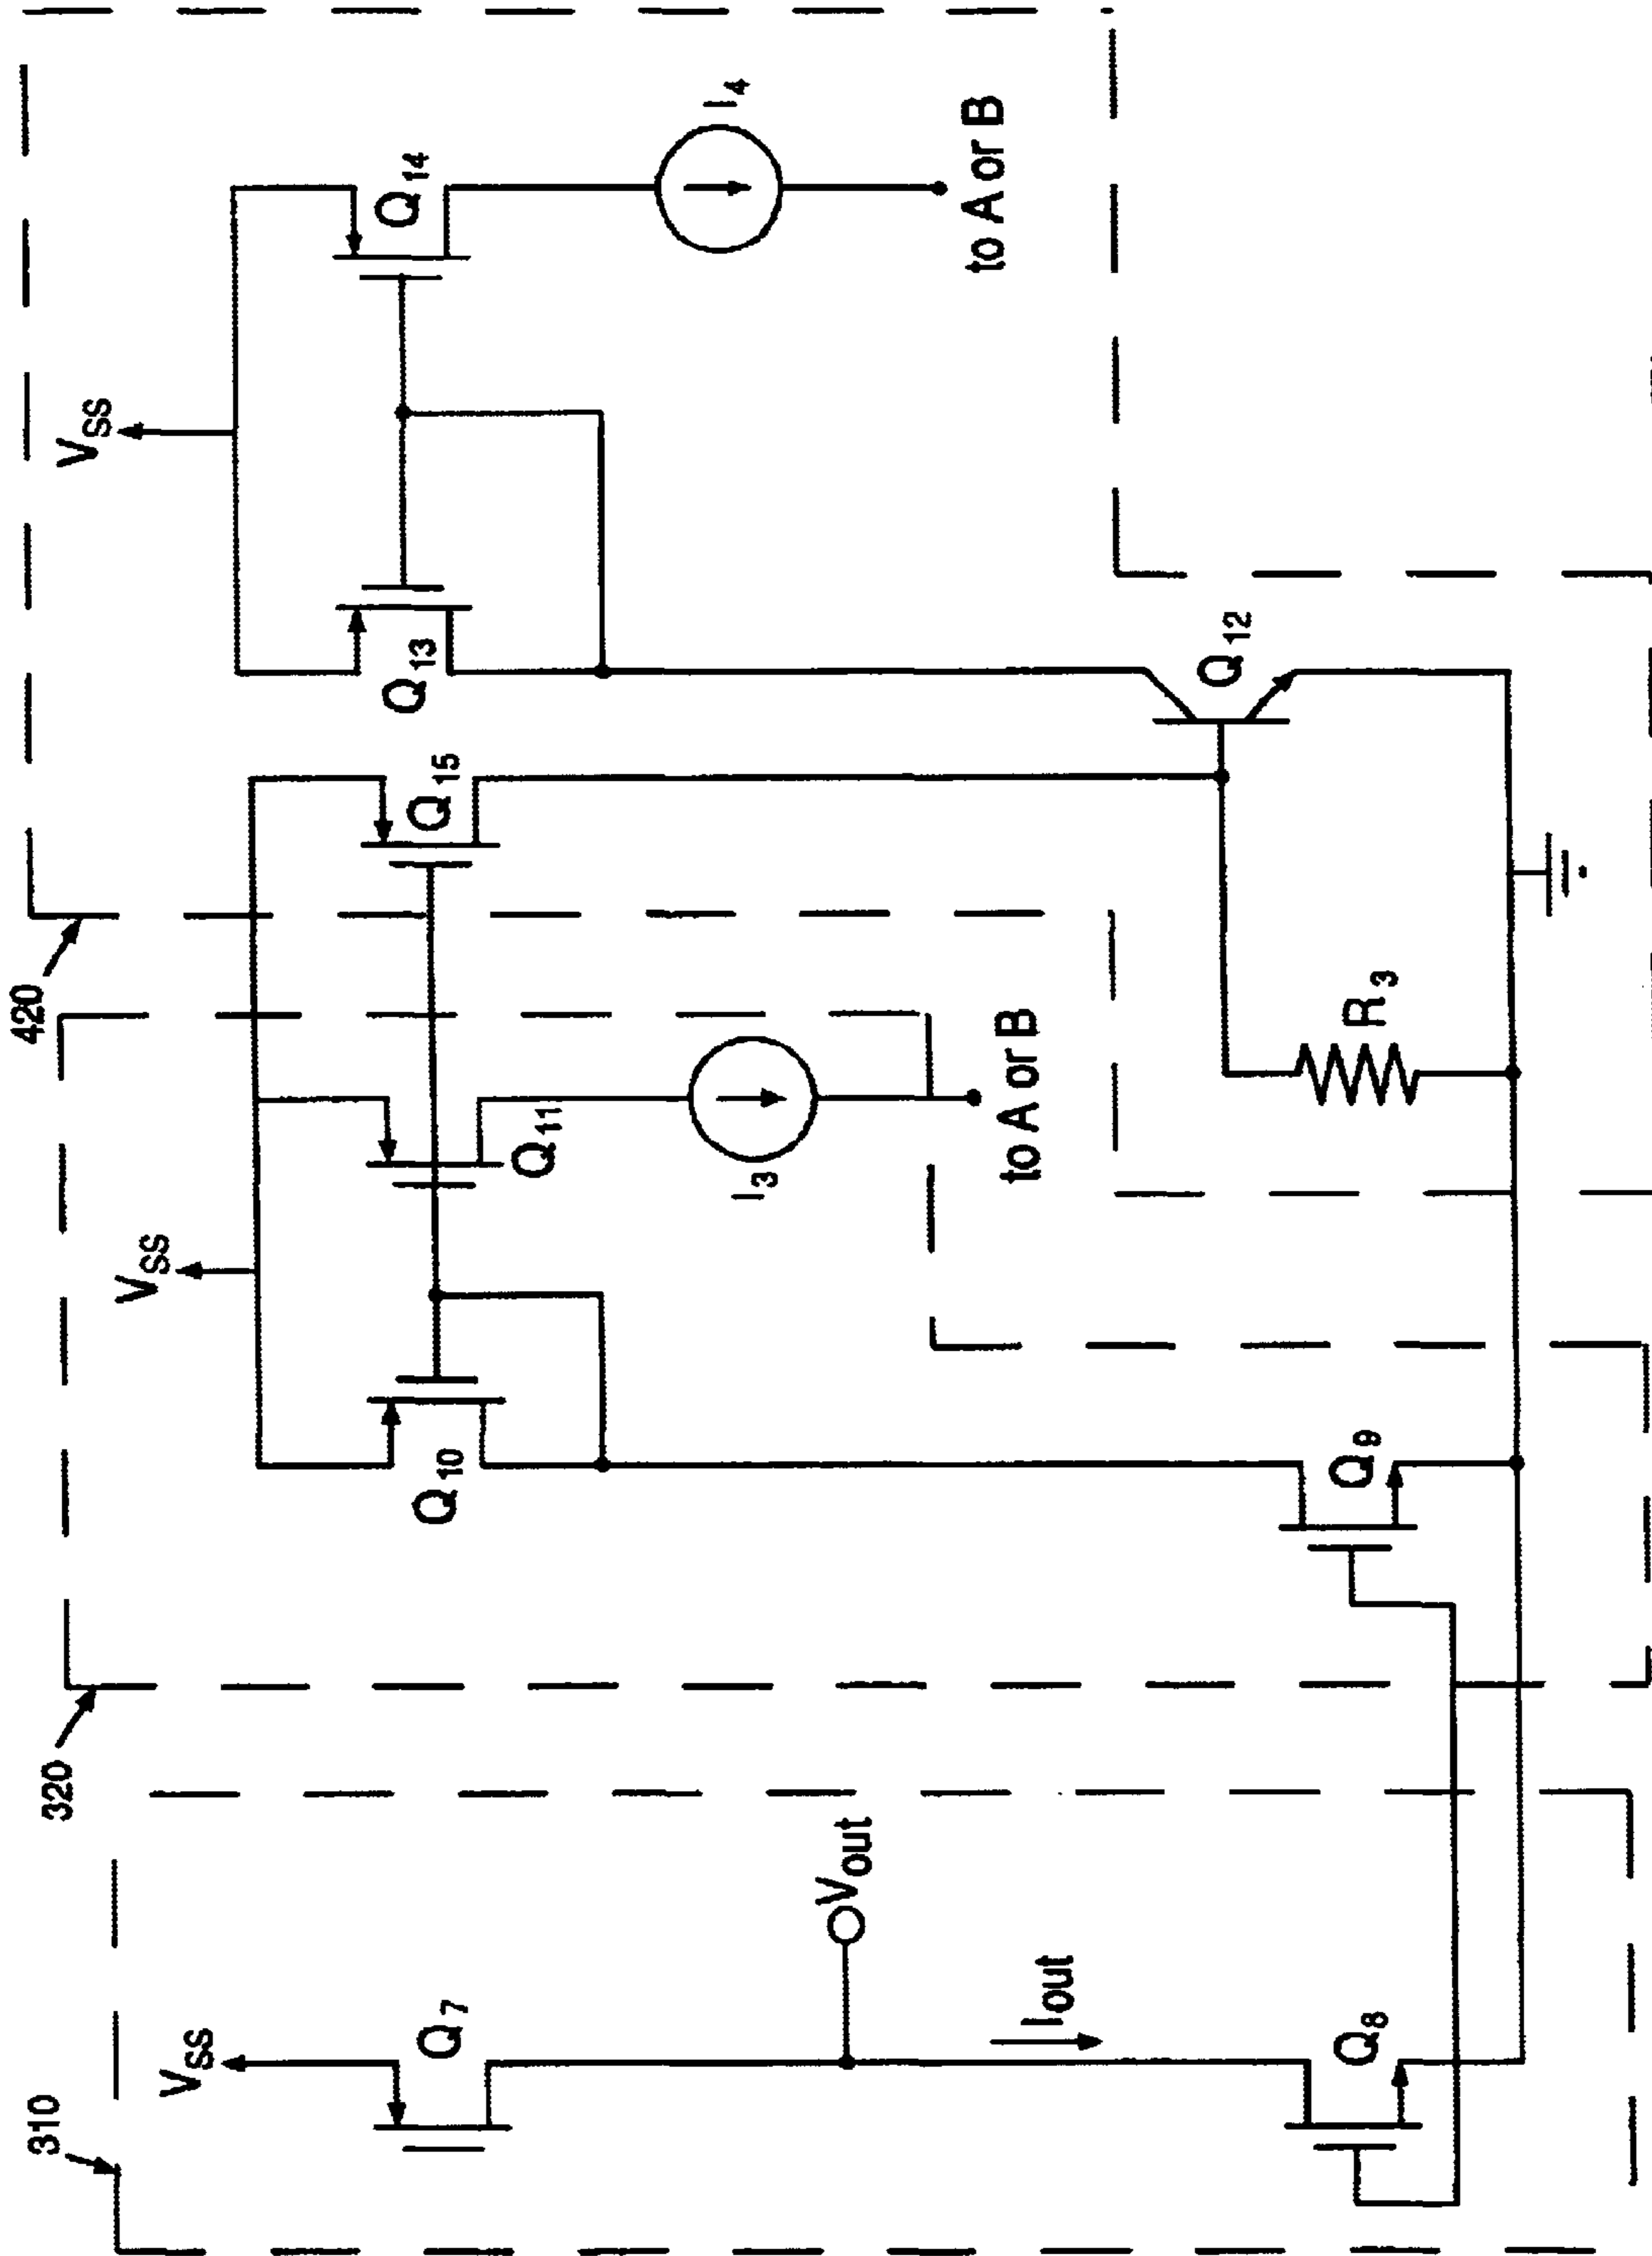 310
VSS
Q7
Vout
Iout
Q8
320
VSS
Q10
Q11
I3
to A or B
Q9
420
Q15
R3
Q13
Q12
VSS
Q14
I4
to A or B